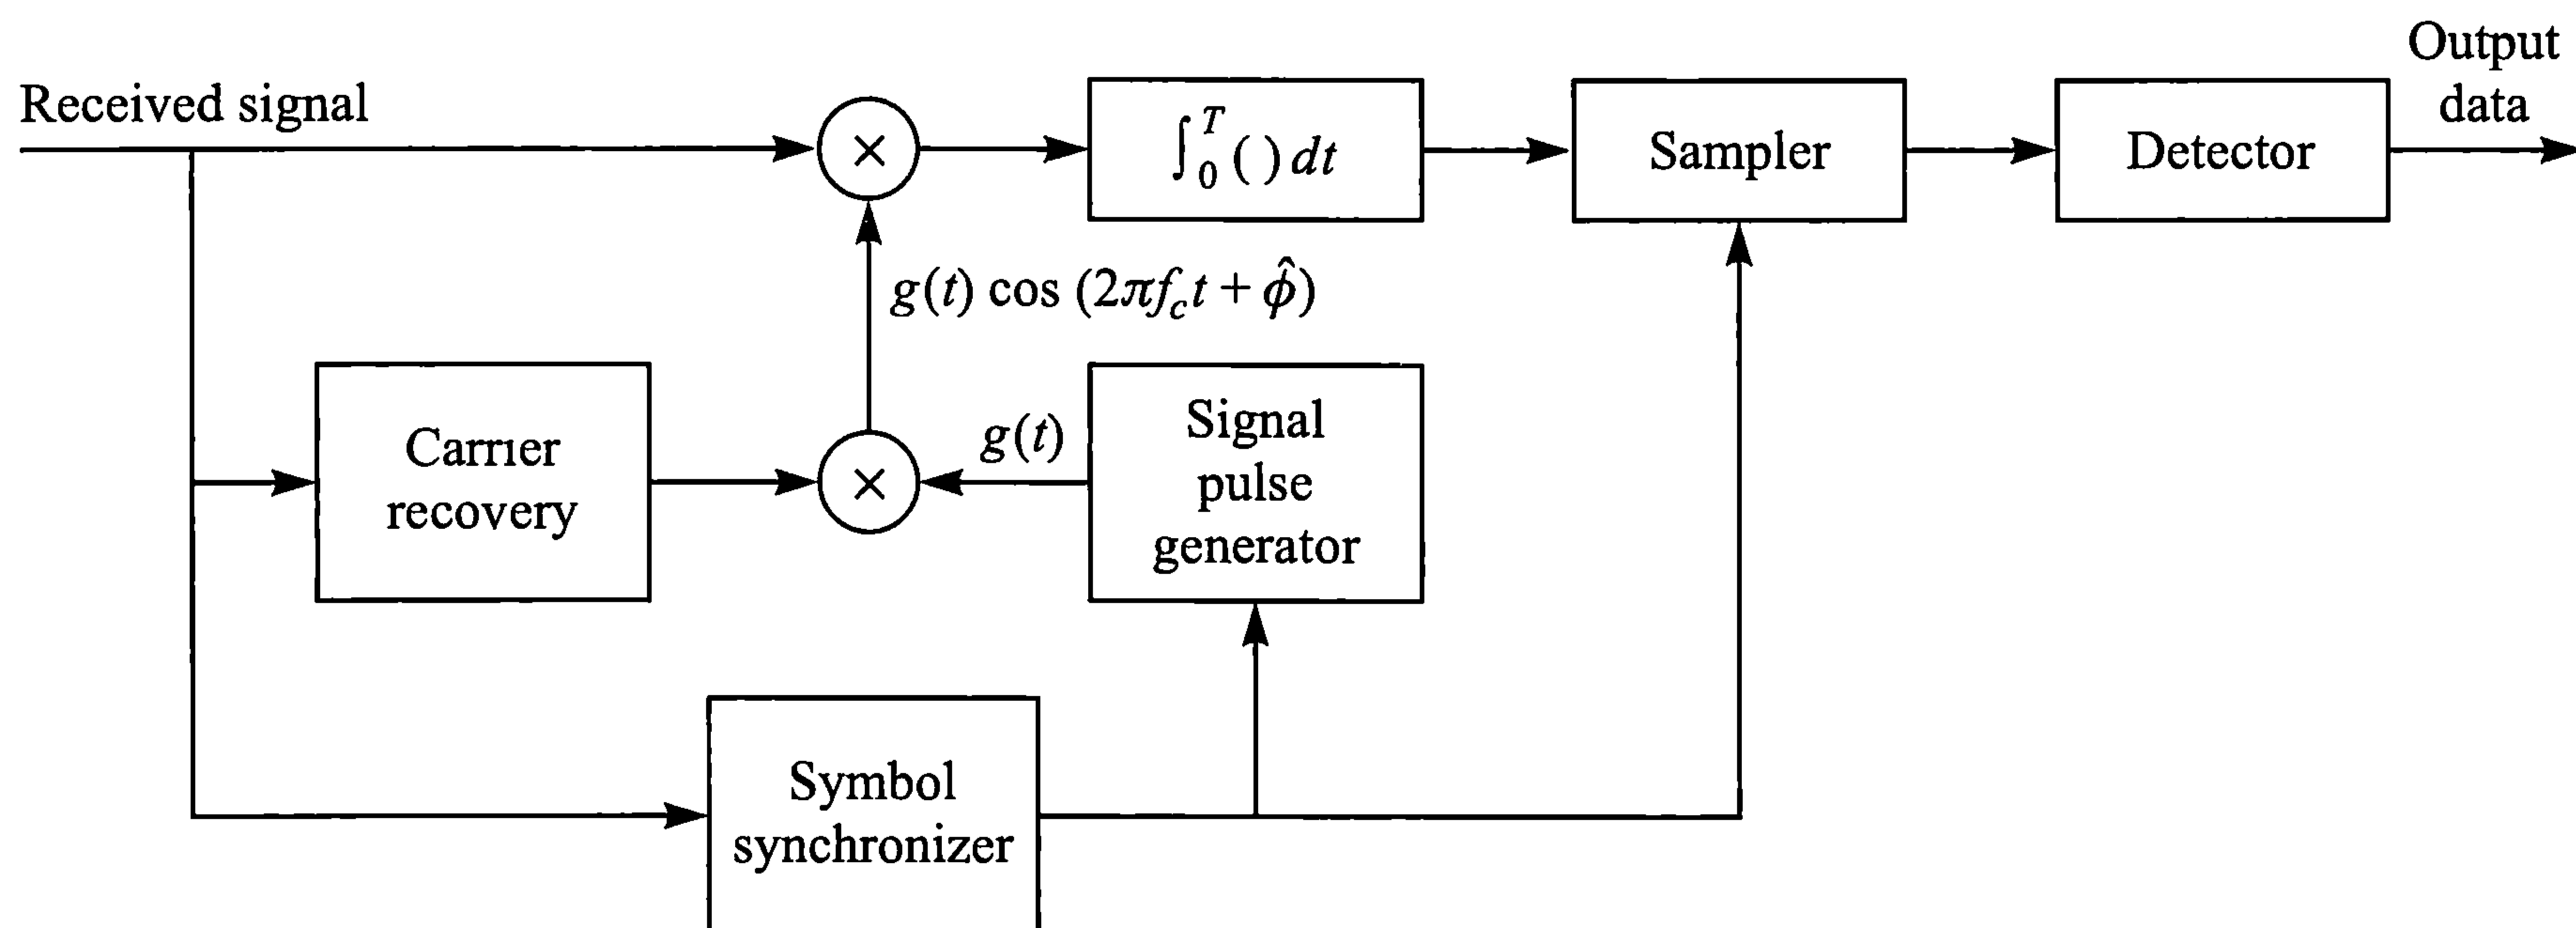 Output
data
Received signal
×
∫₀ᵀ ( ) dt
Sampler
Detector
g(t) cos (2πf_c t + φ̂)
Carrier
recovery
×
g(t)
Signal
pulse
generator
Symbol
synchronizer